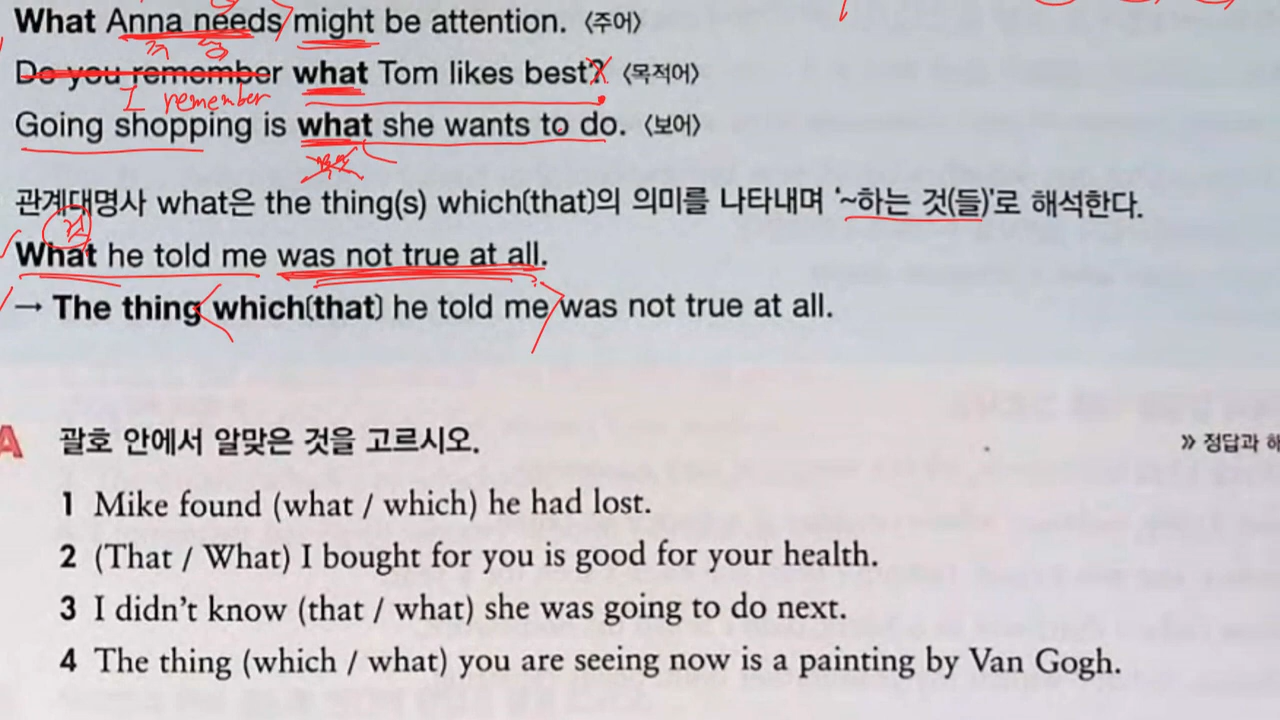 What Anna needs might be attention. 〈주어〉
Do you remember what Tom likes best? 〈목적어〉
I remember
Going shopping is what she wants to do. 〈보어〉
관계대명사 what은 the thing(s) which(that)의 의미를 나타내며 ‘~하는 것(들)’로 해석한다.
것
What he told me was not true at all.
→ The thing which(that) he told me was not true at all.
A 괄호 안에서 알맞은 것을 고르시오.
» 정답과 해
1 Mike found (what / which) he had lost.
2 (That / What) I bought for you is good for your health.
3 I didn’t know (that / what) she was going to do next.
4 The thing (which / what) you are seeing now is a painting by Van Gogh.